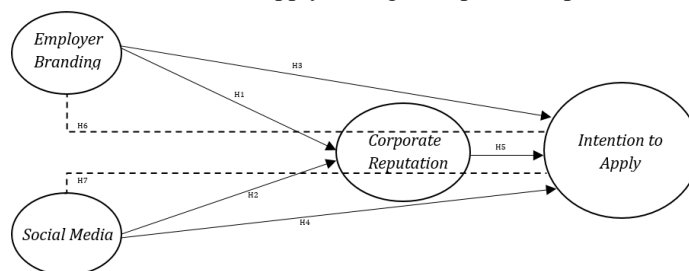 Employer
Branding
H3
H1
H6
Corporate
Reputation
H5
Intention to
Apply
H7
H2
Social Media
H4